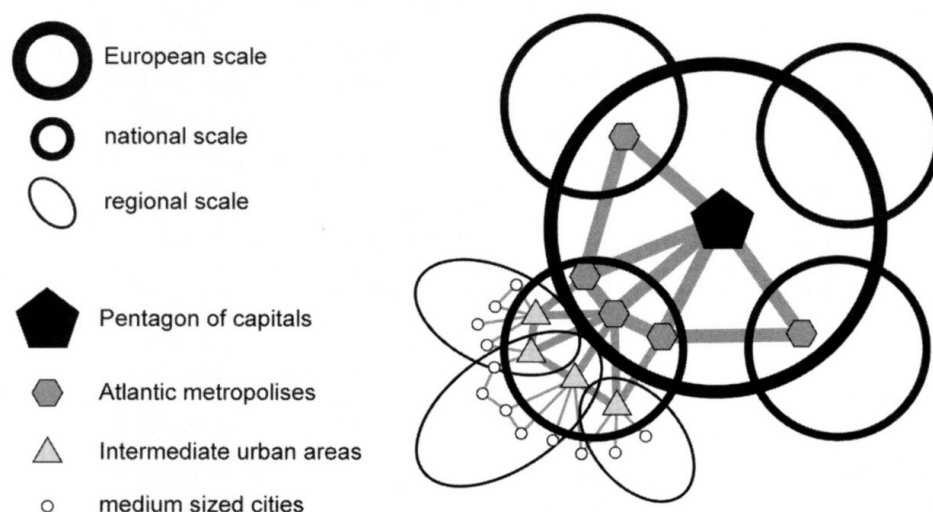 European scale
national scale
regional scale
Pentagon of capitals
Atlantic metropolises
Intermediate urban areas
medium sized cities